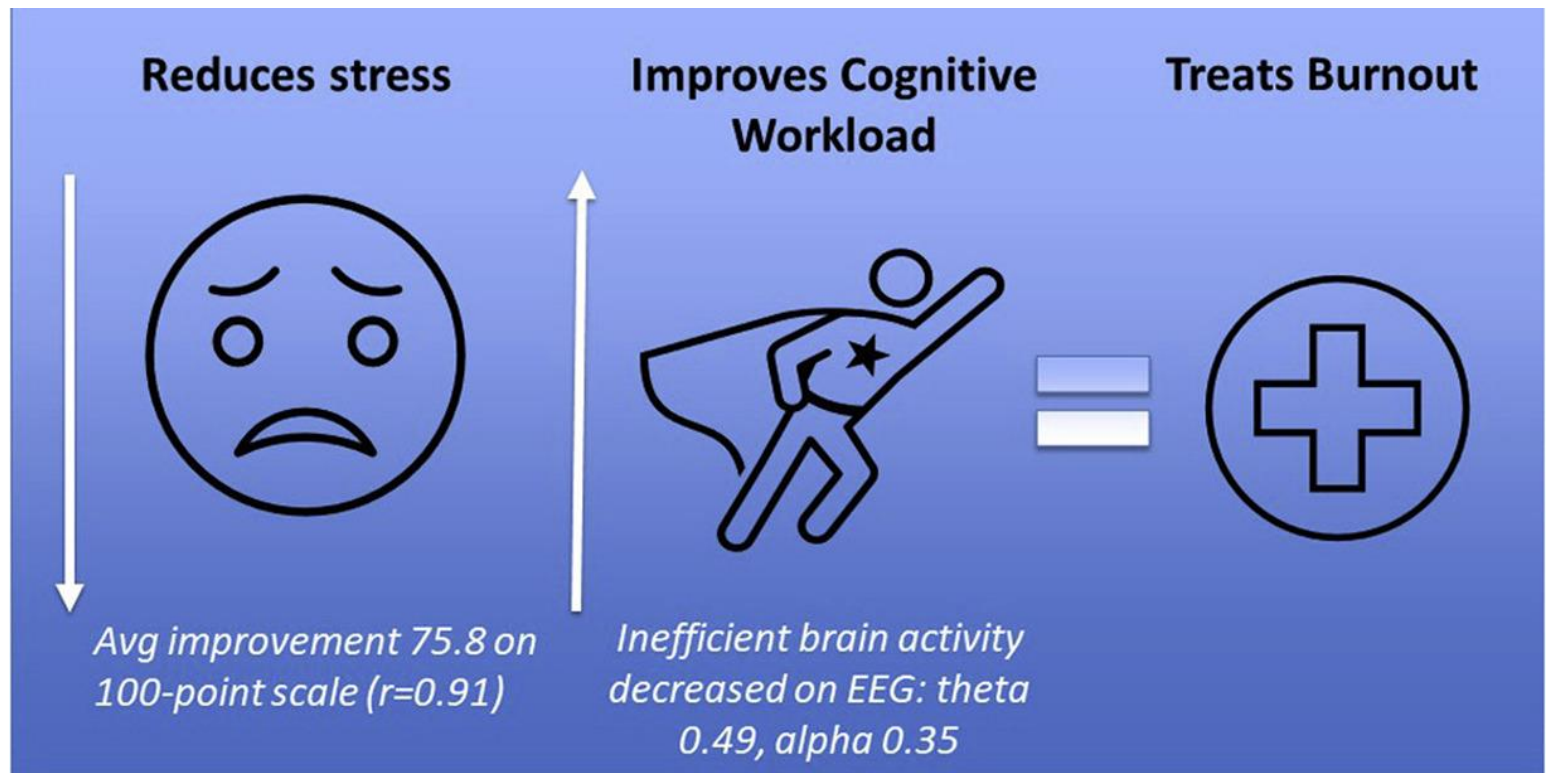 Reduces stress
Avg improvement 75.8 on
100-point scale (r=0.91)
Improves Cognitive
Workload
Inefficient brain activity
decreased on EEG: theta
0.49, alpha 0.35
Treats Burnout